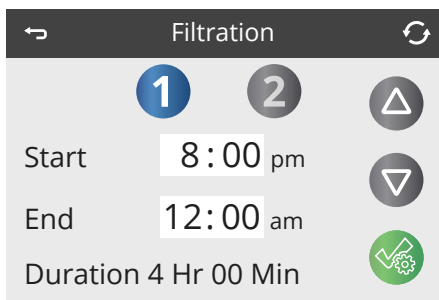 Filtration
1 2
Start 8:00 pm
End 12:00 am
Duration 4 Hr 00 Min